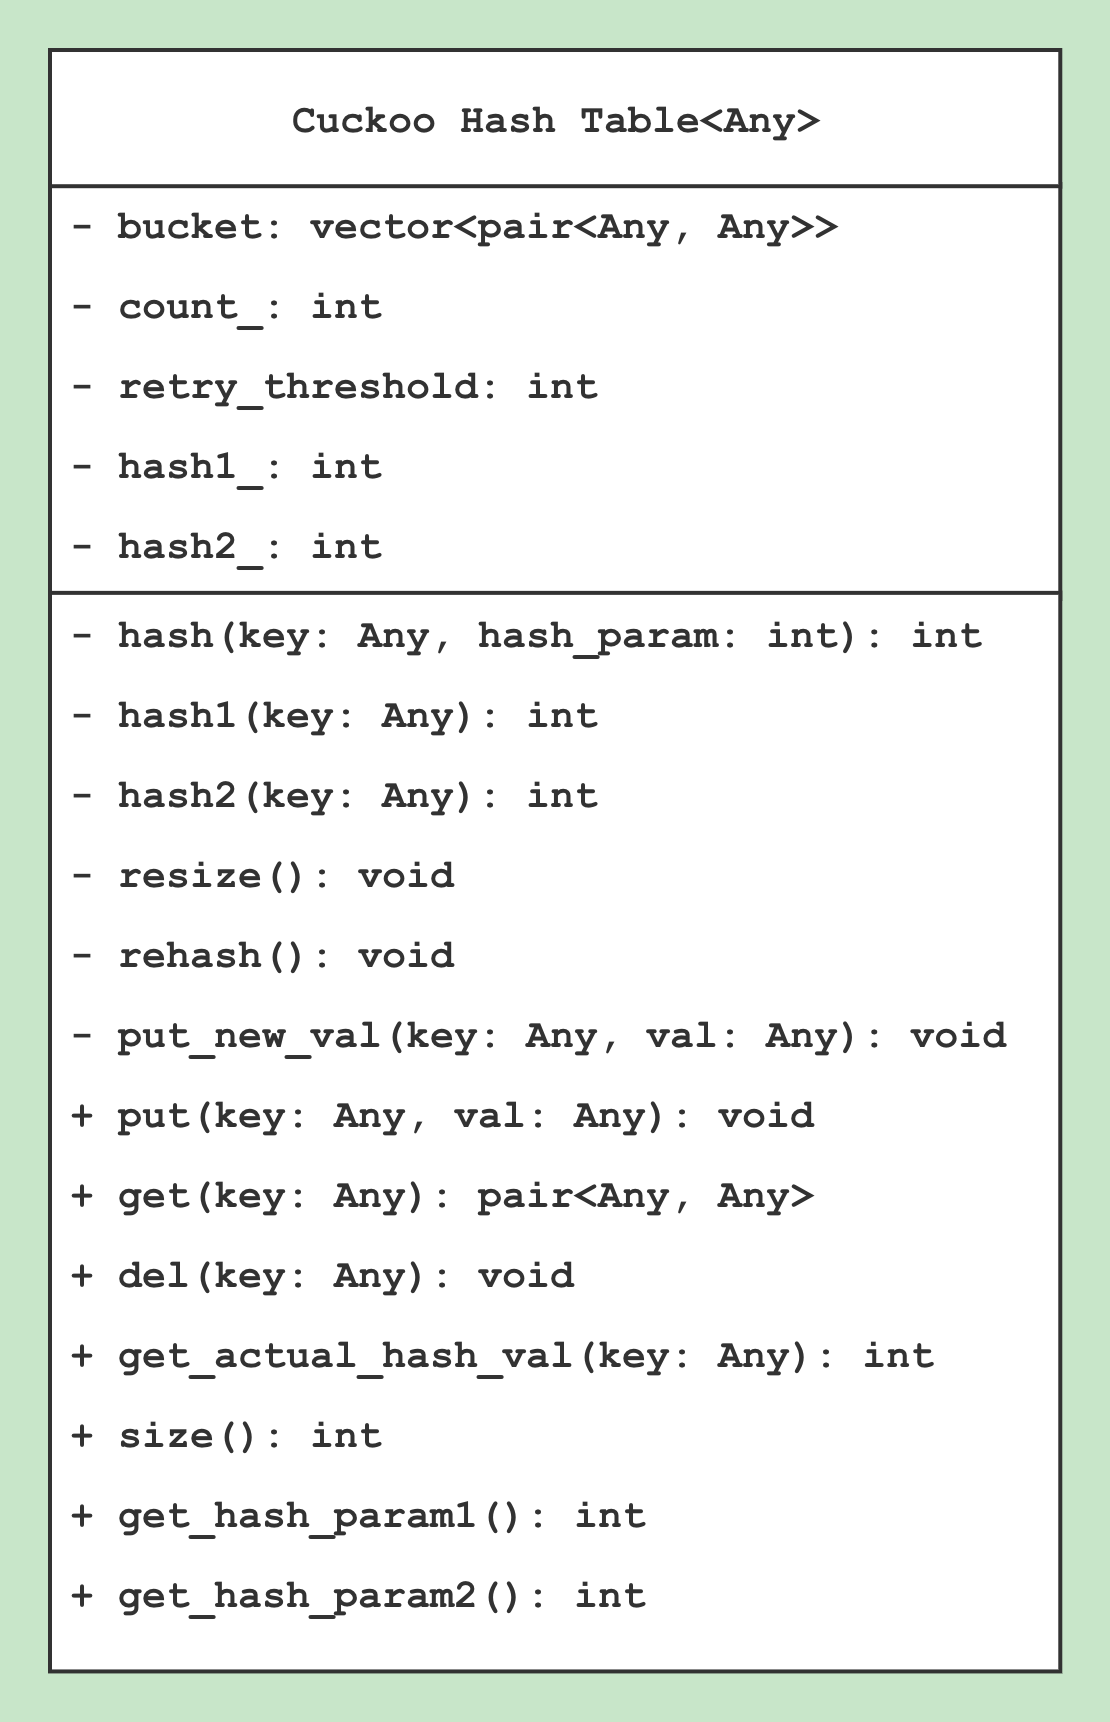 Cuckoo Hash Table<Any>
- bucket: vector<pair<Any, Any>>
- count_: int
- retry_threshold: int
- hash1_: int
- hash2_: int
- hash(key: Any, hash_param: int): int
- hash1(key: Any): int
- hash2(key: Any): int
- resize(): void
- rehash(): void
- put_new_val(key: Any, val: Any): void
+ put(key: Any, val: Any): void
+ get(key: Any): pair<Any, Any>
+ del(key: Any): void
+ get_actual_hash_val(key: Any): int
+ size(): int
+ get_hash_param1(): int
+ get_hash_param2(): int